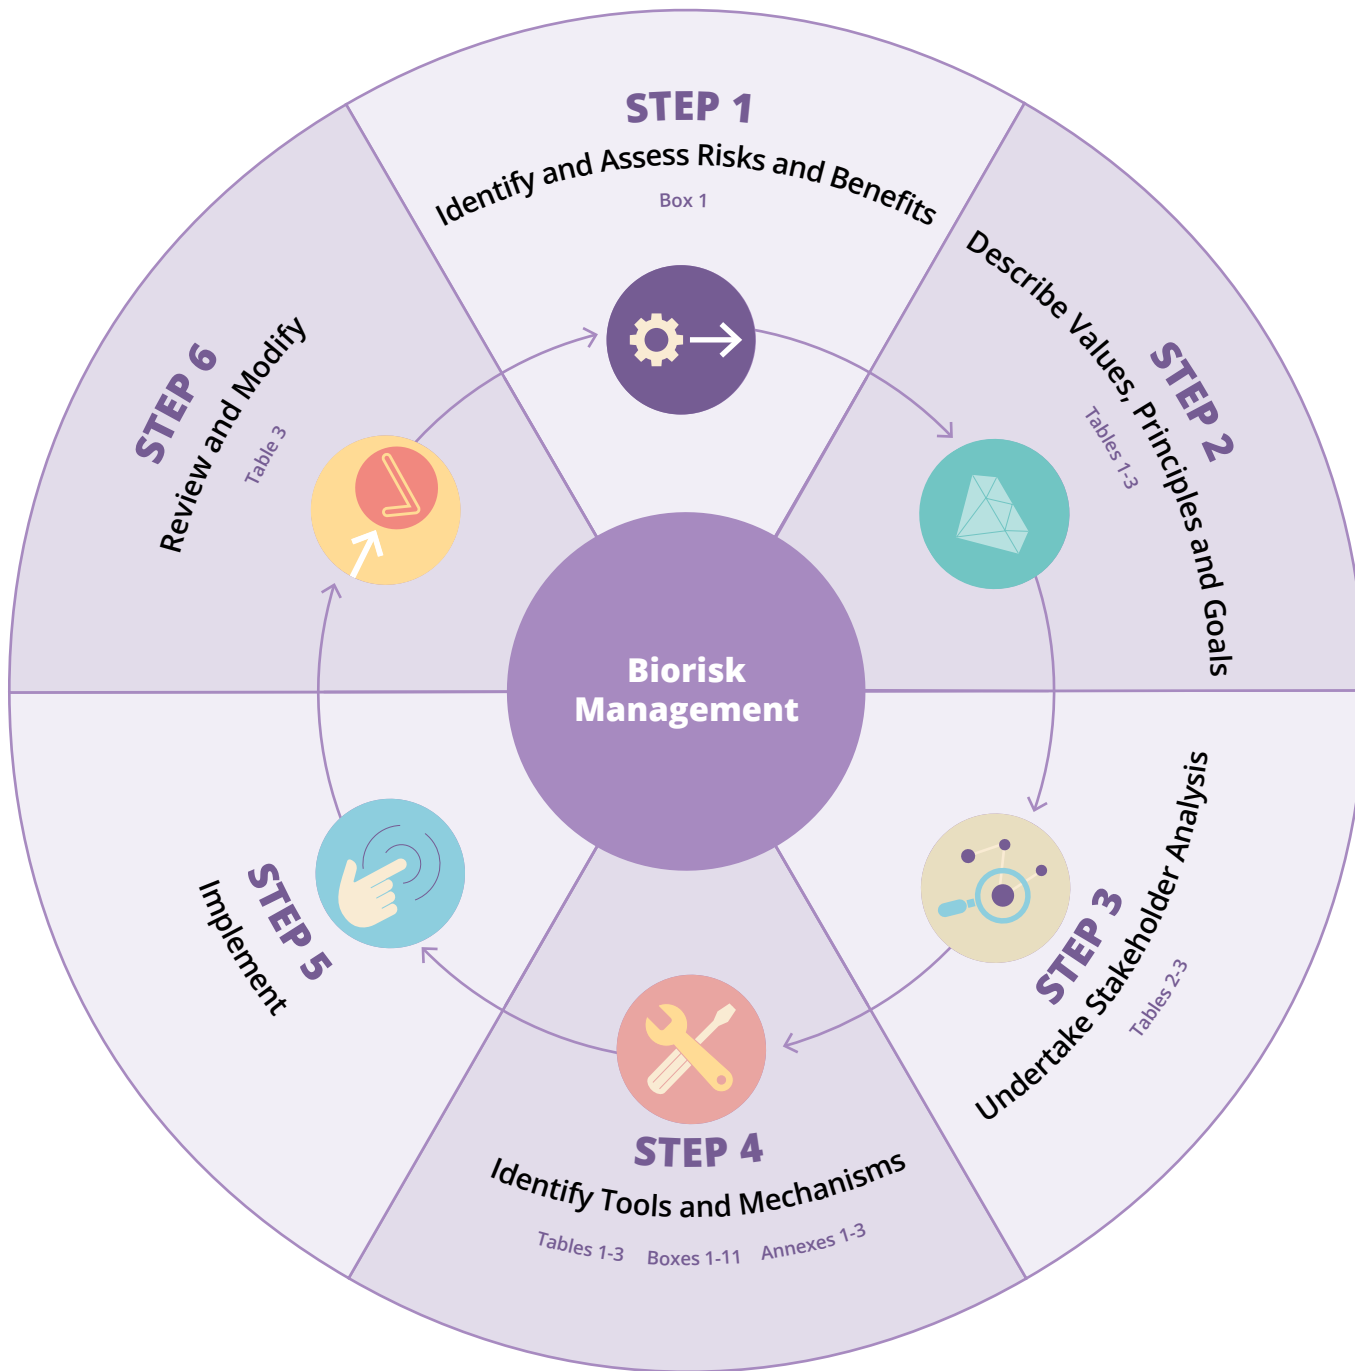 STEP 1
Identify and Assess Risks and Benefits
Box 1
STEP 2
Describe Values, Principles and Goals
Tables 1-3
STEP 3
Undertake Stakeholder Analysis
Tables 2-3
STEP 4
Identify Tools and Mechanisms
Tables 1-3 Boxes 1-11 Annexes 1-3
STEP 5
Implement
STEP 6
Review and Modify
Table 3
Biorisk
Management